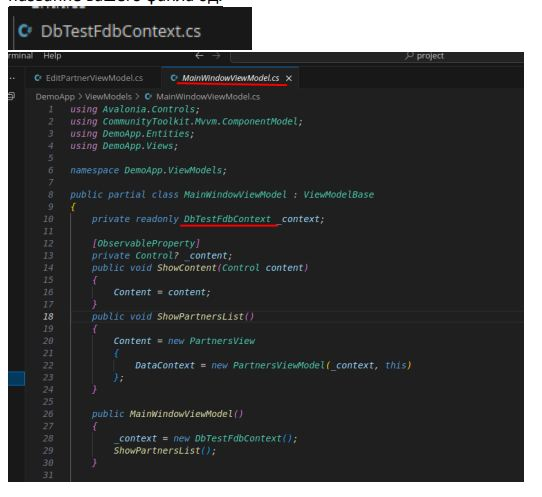 название вашего файла бд.
DbTestFdbContext.cs
rminal Help
project
EditPartnerViewModel.cs
MainWindowViewModel.cs ×
DemoApp > ViewModels > MainWindowViewModel.cs
1 using Avalonia.Controls;
2 using CommunityToolkit.Mvvm.ComponentModel;
3 using DemoApp.Entities;
4 using DemoApp.Views;
5
6 namespace DemoApp.ViewModels;
7
8 public partial class MainWindowViewModel : ViewModelBase
9 {
10 private readonly DbTestFdbContext _context;
11
12 [ObservableProperty]
13 private Control? _content;
14 public void ShowContent(Control content)
15 {
16 Content = content;
17 }
18 public void ShowPartnersList()
19 {
20 Content = new PartnersView
21 {
22 DataContext = new PartnersViewModel(_context, this)
23 };
24 }
25
26 public MainWindowViewModel()
27 {
28 _context = new DbTestFdbContext();
29 ShowPartnersList();
30 }
31